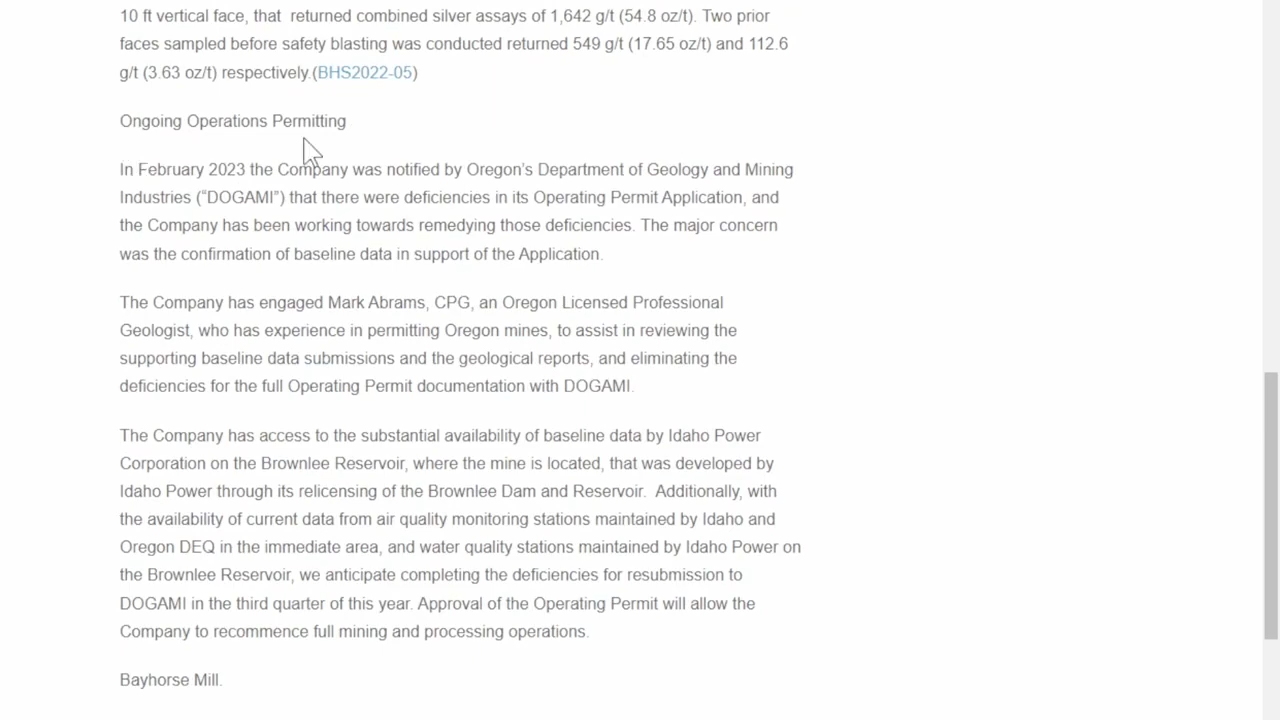 10 ft vertical face, that  returned combined silver assays of 1,642 g/t (54.8 oz/t). Two prior
faces sampled before safety blasting was conducted returned 549 g/t (17.65 oz/t) and 112.6
g/t (3.63 oz/t) respectively.(BHS2022-05)
Ongoing Operations Permitting
In February 2023 the Company was notified by Oregon’s Department of Geology and Mining
Industries (“DOGAMI”) that there were deficiencies in its Operating Permit Application, and
the Company has been working towards remedying those deficiencies. The major concern
was the confirmation of baseline data in support of the Application.
The Company has engaged Mark Abrams, CPG, an Oregon Licensed Professional
Geologist, who has experience in permitting Oregon mines, to assist in reviewing the
supporting baseline data submissions and the geological reports, and eliminating the
deficiencies for the full Operating Permit documentation with DOGAMI.
The Company has access to the substantial availability of baseline data by Idaho Power
Corporation on the Brownlee Reservoir, where the mine is located, that was developed by
Idaho Power through its relicensing of the Brownlee Dam and Reservoir.  Additionally, with
the availability of current data from air quality monitoring stations maintained by Idaho and
Oregon DEQ in the immediate area, and water quality stations maintained by Idaho Power on
the Brownlee Reservoir, we anticipate completing the deficiencies for resubmission to
DOGAMI in the third quarter of this year. Approval of the Operating Permit will allow the
Company to recommence full mining and processing operations.
Bayhorse Mill.